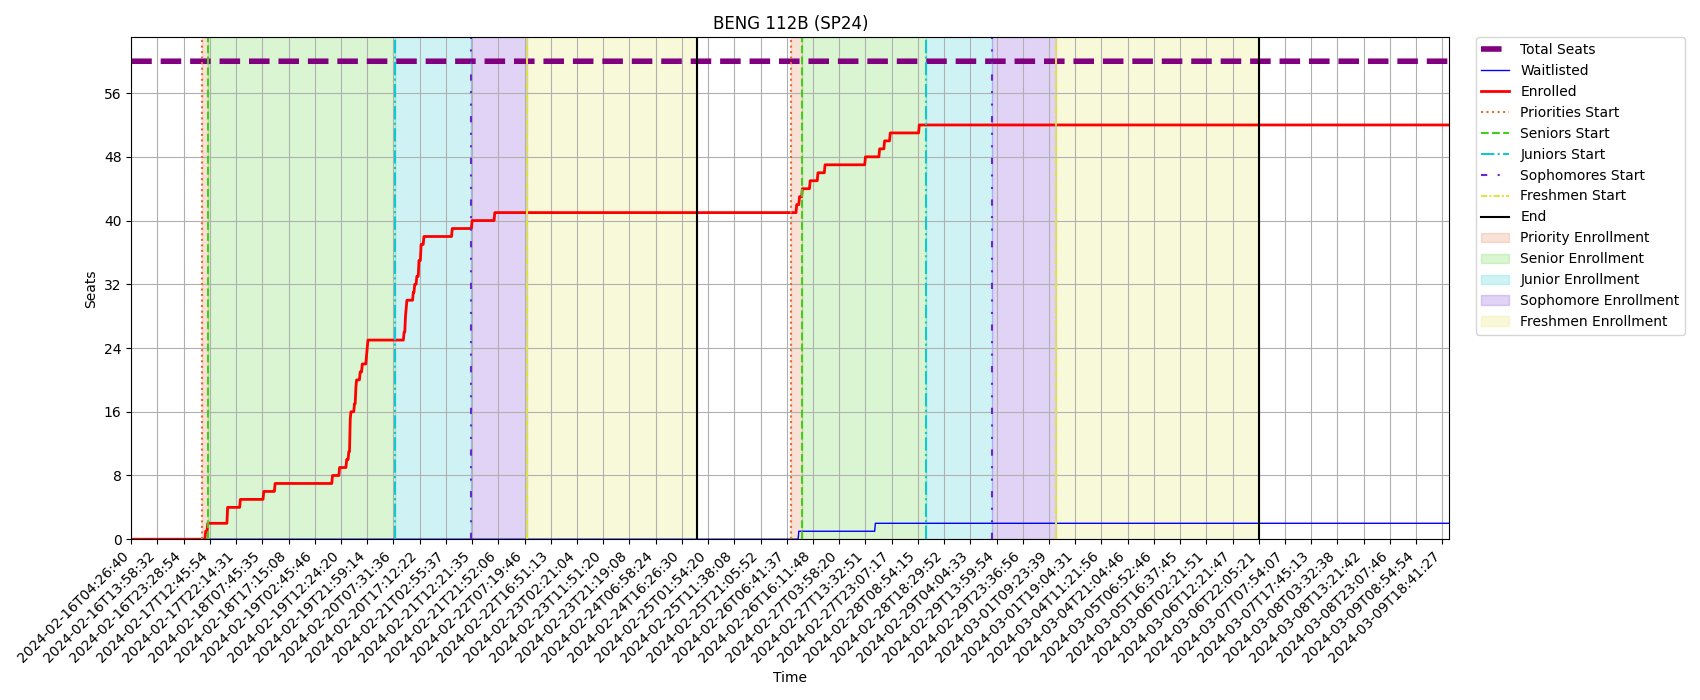 BENG 112B (SP24)
Seats
56
48
40
32
24
16
8
0
2024-02-16T04:26:40
2024-02-16T13:58:32
2024-02-16T23:28:54
2024-02-17T12:45:54
2024-02-17T22:14:31
2024-02-18T07:45:35
2024-02-18T17:15:08
2024-02-19T02:45:46
2024-02-19T12:24:20
2024-02-19T21:59:14
2024-02-20T07:31:36
2024-02-20T17:12:22
2024-02-21T02:55:37
2024-02-21T12:21:35
2024-02-21T21:52:06
2024-02-22T07:19:46
2024-02-22T16:51:13
2024-02-23T02:21:04
2024-02-23T11:51:20
2024-02-23T21:19:08
2024-02-24T06:58:24
2024-02-24T16:26:30
2024-02-25T01:54:20
2024-02-25T11:38:08
2024-02-25T21:05:52
2024-02-26T06:41:37
2024-02-26T16:11:48
2024-02-27T03:58:20
2024-02-27T13:32:51
2024-02-27T23:07:17
2024-02-28T08:54:15
2024-02-28T18:29:52
2024-02-29T04:04:33
2024-02-29T13:59:54
2024-02-29T23:36:56
2024-03-01T09:23:39
2024-03-01T19:04:31
2024-03-04T11:21:56
2024-03-04T21:04:46
2024-03-05T06:52:46
2024-03-05T16:37:45
2024-03-06T02:21:51
2024-03-06T12:21:47
2024-03-06T22:05:21
2024-03-07T07:54:07
2024-03-07T17:45:13
2024-03-08T03:32:38
2024-03-08T13:21:42
2024-03-08T23:07:46
2024-03-09T08:54:54
2024-03-09T18:41:27
Time
Total Seats
Waitlisted
Enrolled
Priorities Start
Seniors Start
Juniors Start
Sophomores Start
Freshmen Start
End
Priority Enrollment
Senior Enrollment
Junior Enrollment
Sophomore Enrollment
Freshmen Enrollment